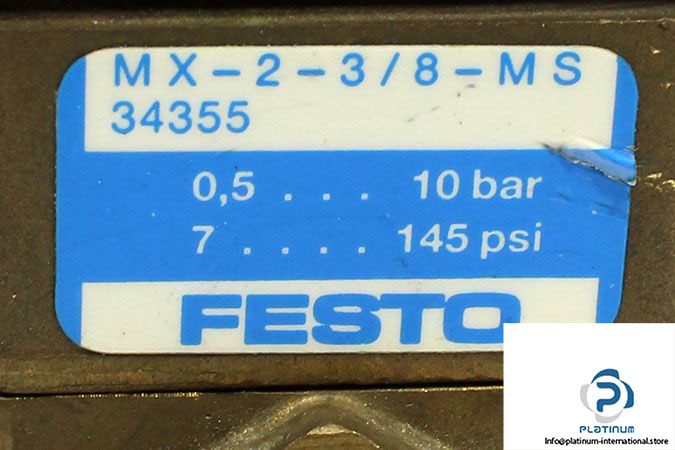 MX-2-3/8-MS
34355
0,5 . . . 10 bar
7 . . . . 145 psi
FESTO
PLATINUM
info@platinum-international.store